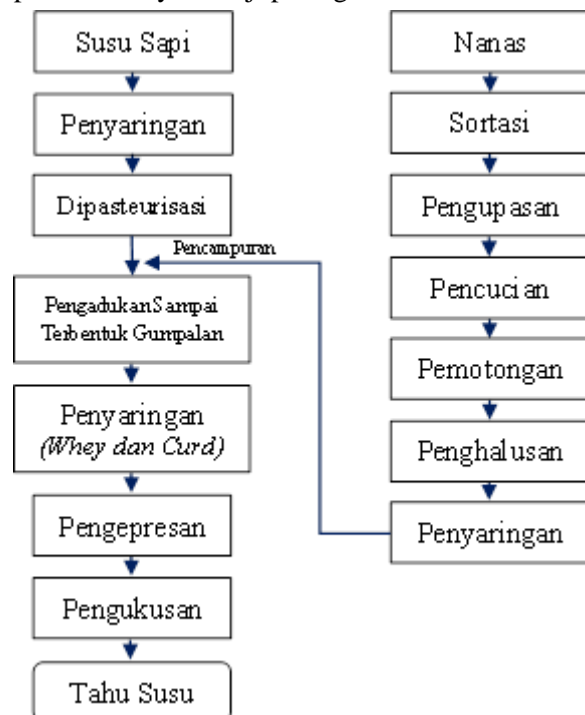 Susu Sapi
Penyaringan
Dipasteurisasi
Pencampuran
Pengadukan Sampai
Terbentuk Gumpalan
Penyaringan
(Whey dan Curd)
Pengepresan
Pengukusan
Tahu Susu
Nanas
Sortasi
Pengupasan
Pencucian
Pemotongan
Penghalusan
Penyaringan